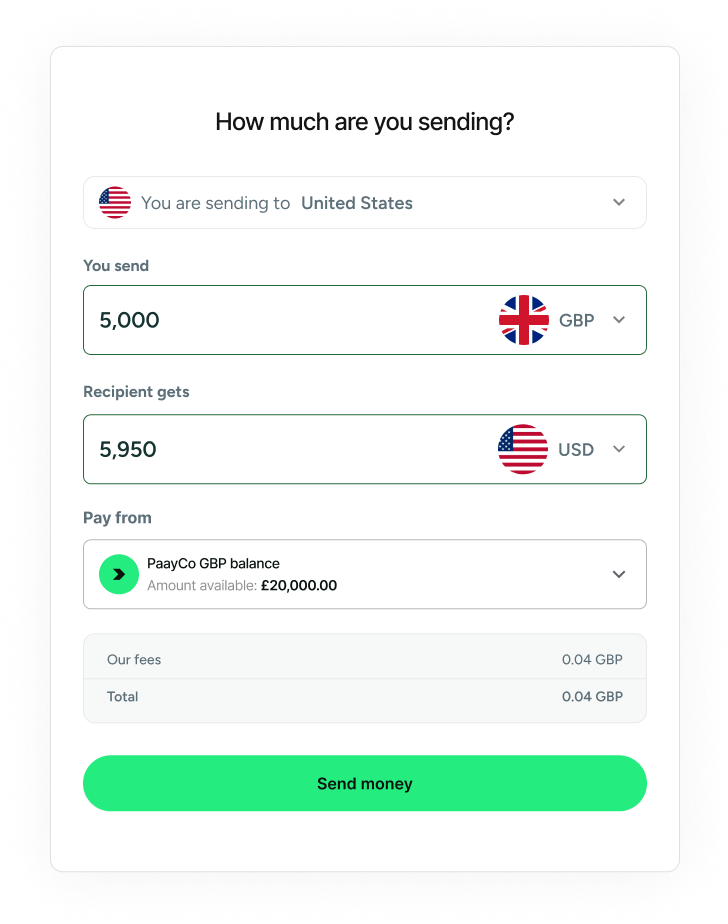 How much are you sending?
You are sending to United States
You send
5,000 GBP
Recipient gets
5,950 USD
Pay from
PaayCo GBP balance
Amount available: £20,000.00
Our fees 0.04 GBP
Total 0.04 GBP
Send money